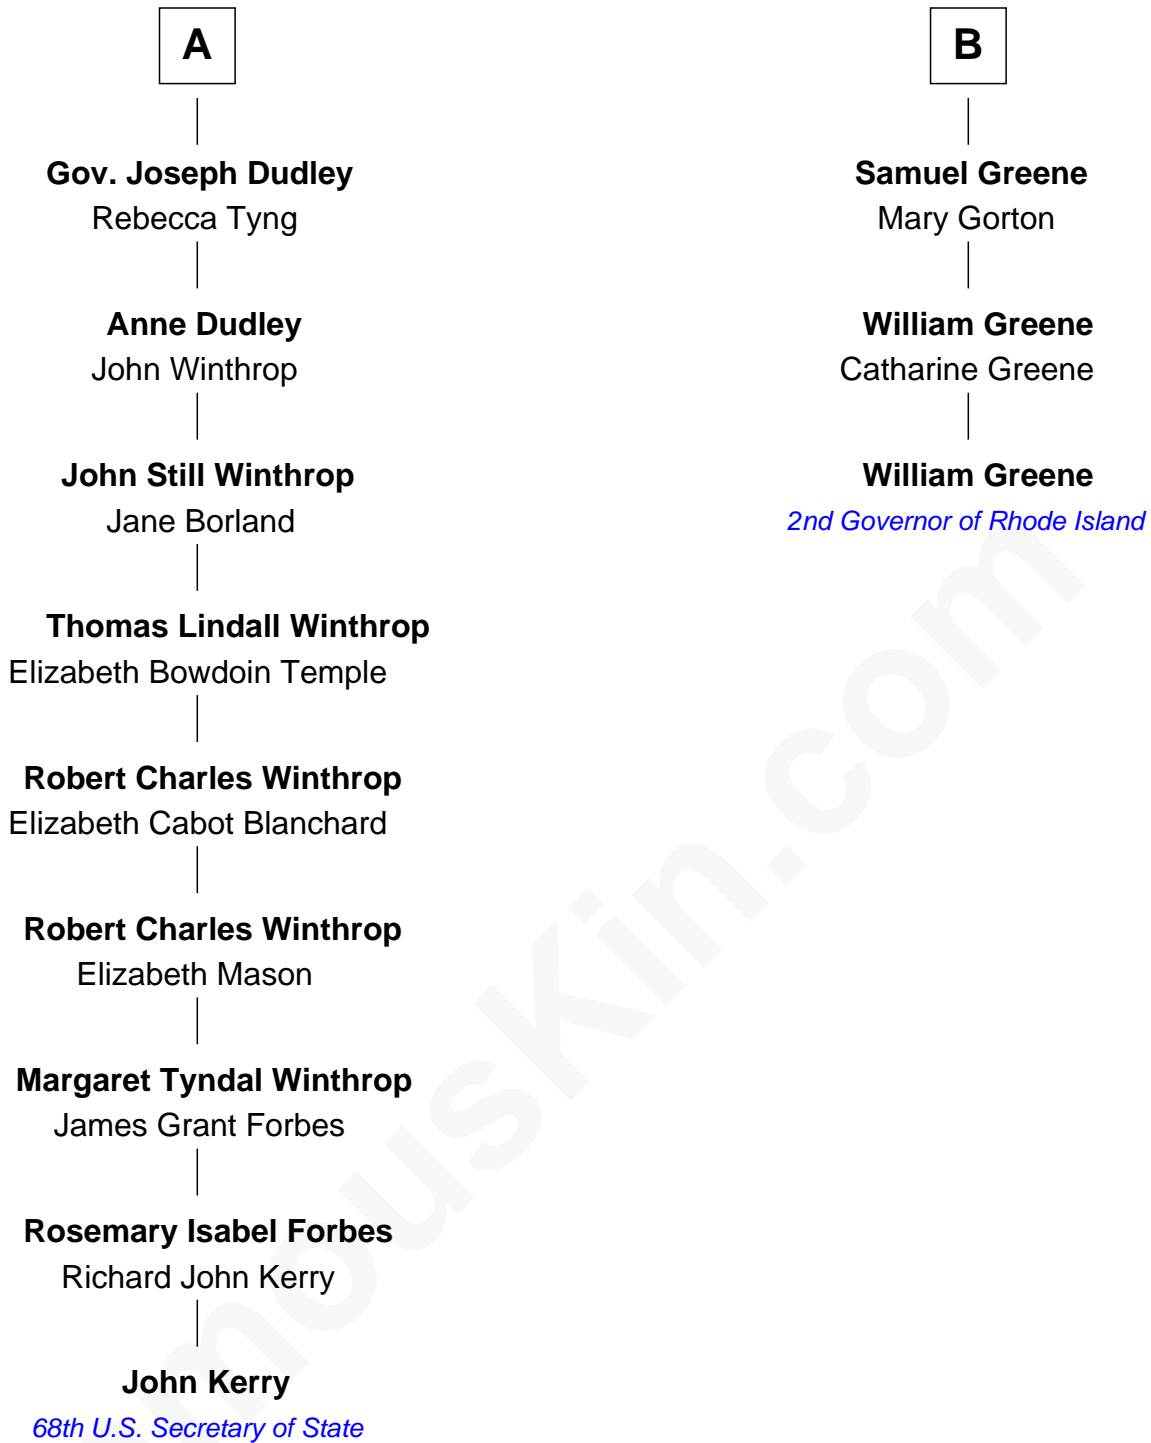 A
Gov. Joseph Dudley
Rebecca Tyng
Anne Dudley
John Winthrop
John Still Winthrop
Jane Borland
Thomas Lindall Winthrop
Elizabeth Bowdoin Temple
Robert Charles Winthrop
Elizabeth Cabot Blanchard
Robert Charles Winthrop
Elizabeth Mason
Margaret Tyndal Winthrop
James Grant Forbes
Rosemary Isabel Forbes
Richard John Kerry
John Kerry
68th U.S. Secretary of State
B
Samuel Greene
Mary Gorton
William Greene
Catharine Greene
William Greene
2nd Governor of Rhode Island
mousKin.com